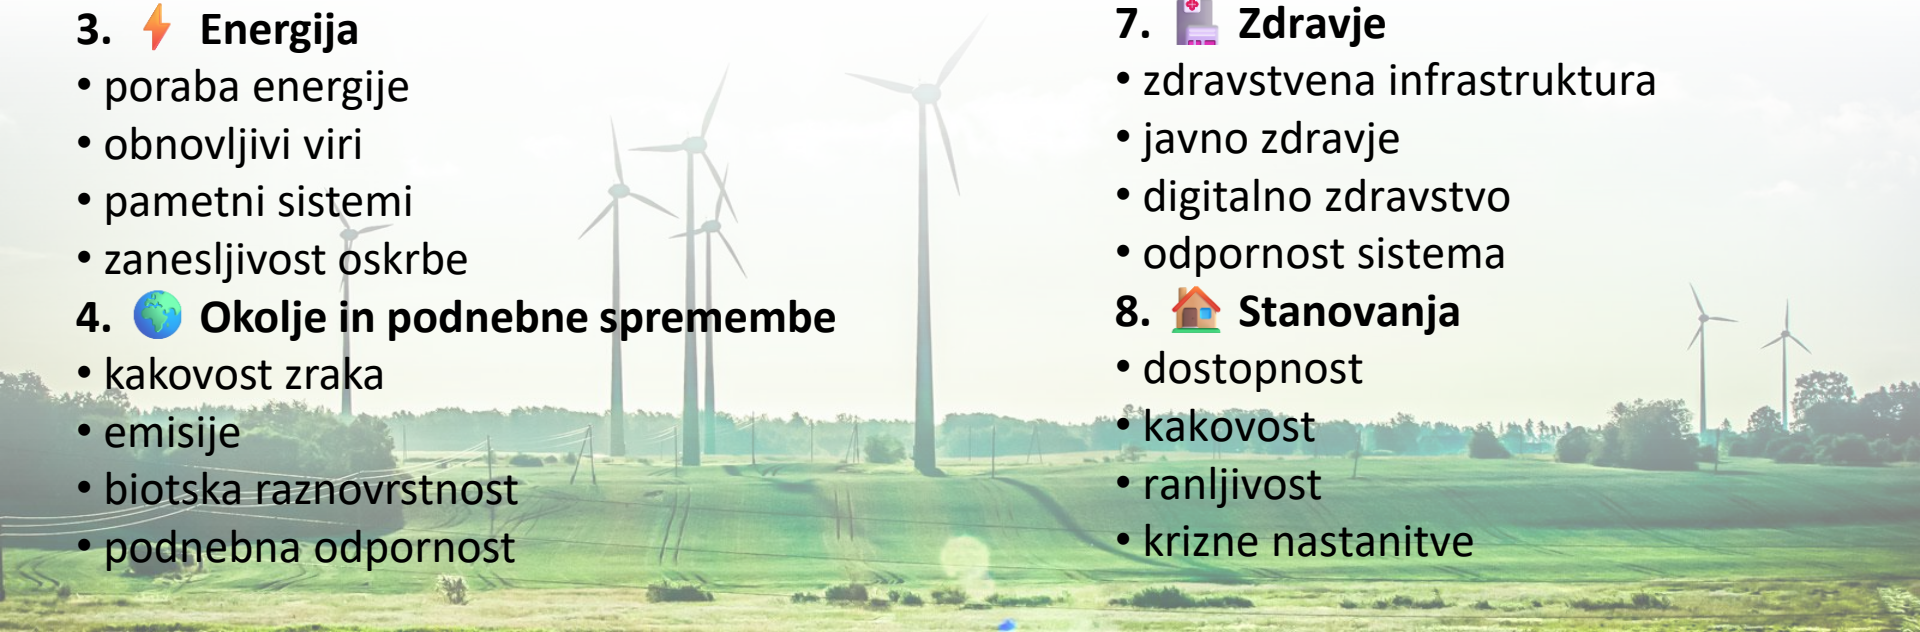 3. ⚡ Energija
• poraba energije
• obnovljivi viri
• pametni sistemi
• zanesljivost oskrbe
4. 🌍 Okolje in podnebne spremembe
• kakovost zraka
• emisije
• biotska raznovrstnost
• podnebna odpornost
7. 🏥 Zdravje
• zdravstvena infrastruktura
• javno zdravje
• digitalno zdravstvo
• odpornost sistema
8. 🏠 Stanovanja
• dostopnost
• kakovost
• ranljivost
• krizne nastanitve